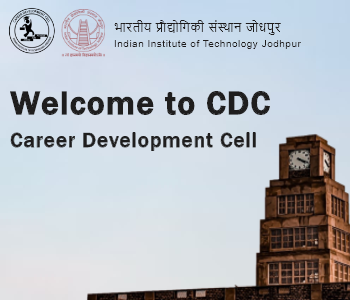 भारतीय प्रौद्योगिकी संस्थान जोधपुर
Indian Institute of Technology Jodhpur
Welcome to CDC
Career Development Cell